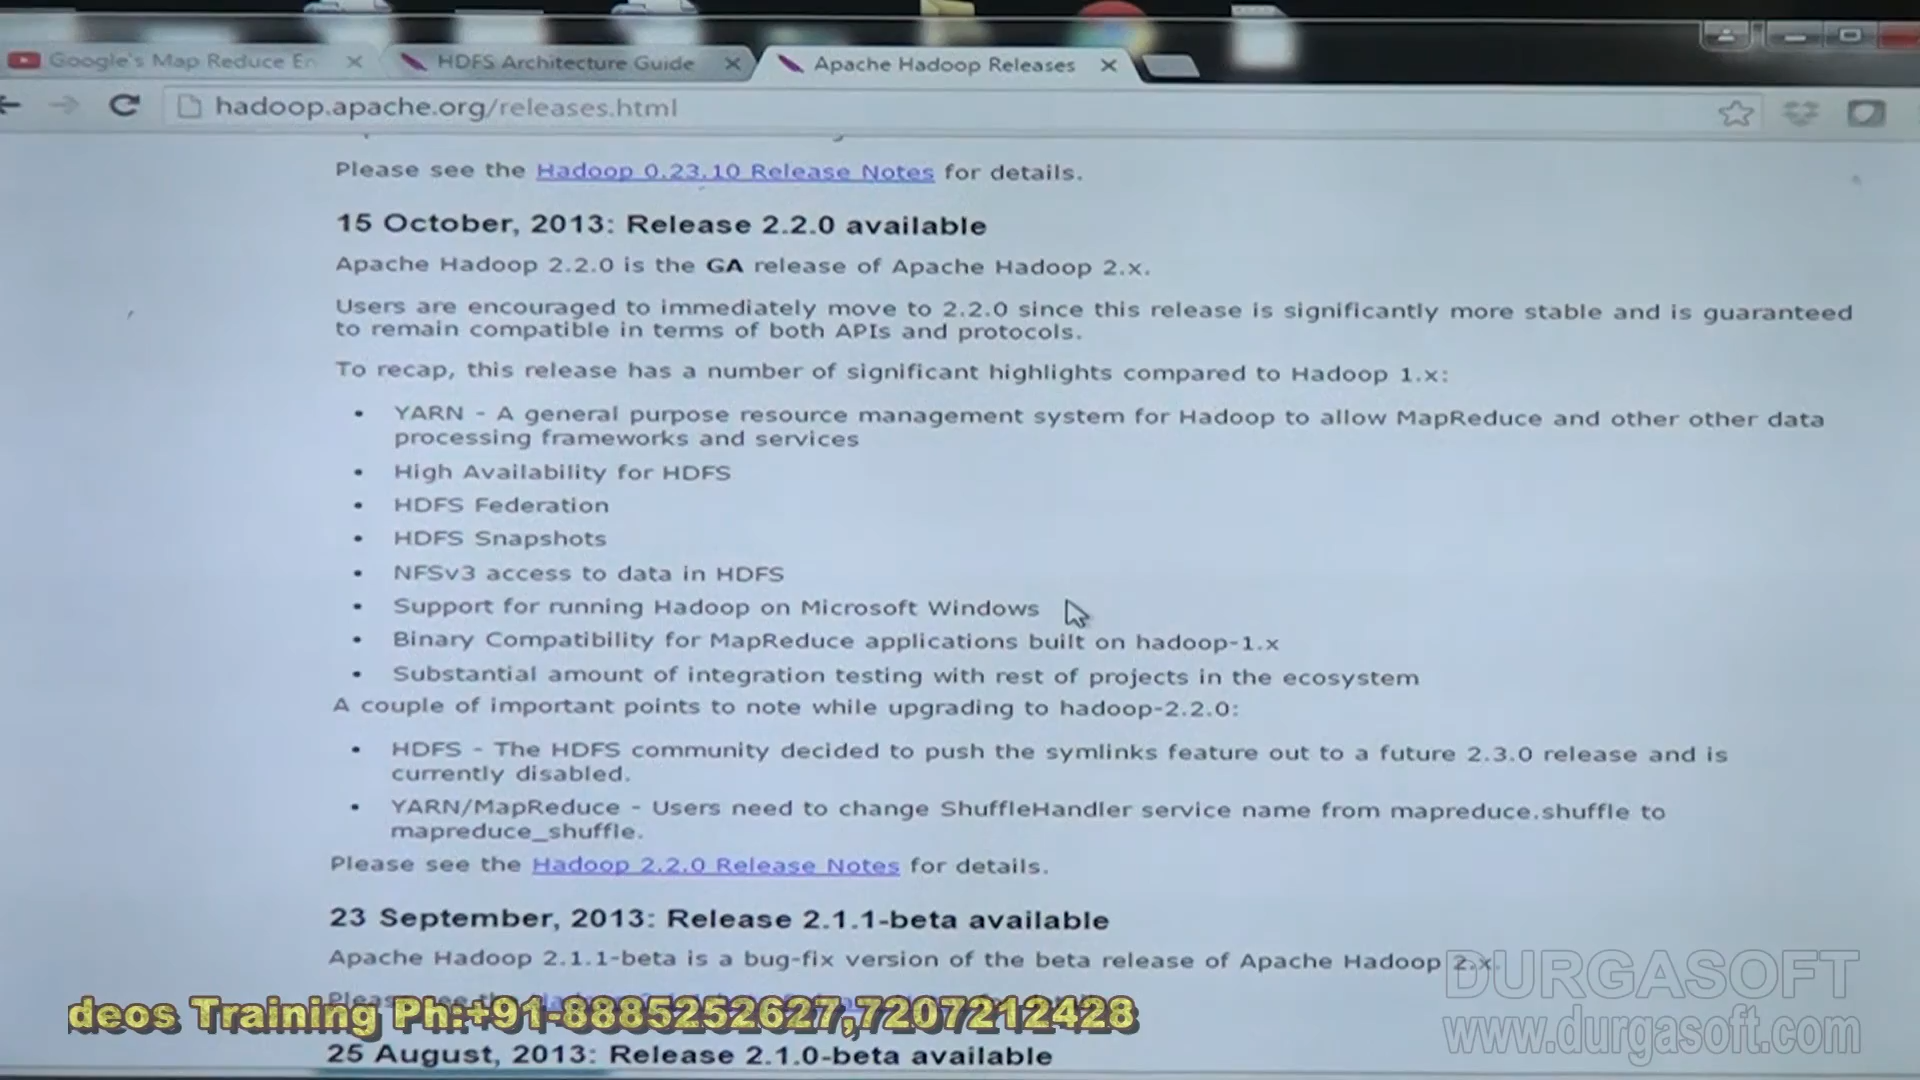 Google's Map Reduce En
HDFS Architecture Guide
Apache Hadoop Releases
hadoop.apache.org/releases.html
Please see the Hadoop 0.23.10 Release Notes for details.
15 October, 2013: Release 2.2.0 available
Apache Hadoop 2.2.0 is the GA release of Apache Hadoop 2.x.
Users are encouraged to immediately move to 2.2.0 since this release is significantly more stable and is guaranteed
to remain compatible in terms of both APIs and protocols.
To recap, this release has a number of significant highlights compared to Hadoop 1.x:
• YARN - A general purpose resource management system for Hadoop to allow MapReduce and other other data
processing frameworks and services
• High Availability for HDFS
• HDFS Federation
• HDFS Snapshots
• NFSv3 access to data in HDFS
• Support for running Hadoop on Microsoft Windows
• Binary Compatibility for MapReduce applications built on hadoop-1.x
• Substantial amount of integration testing with rest of projects in the ecosystem
A couple of important points to note while upgrading to hadoop-2.2.0:
• HDFS - The HDFS community decided to push the symlinks feature out to a future 2.3.0 release and is
currently disabled.
• YARN/MapReduce - Users need to change ShuffleHandler service name from mapreduce.shuffle to
mapreduce_shuffle.
Please see the Hadoop 2.2.0 Release Notes for details.
23 September, 2013: Release 2.1.1-beta available
Apache Hadoop 2.1.1-beta is a bug-fix version of the beta release of Apache Hadoop 2.x.
DURGASOFT
Please see the
deos Training Ph:+91-8885252627,7207212428
www.durgasoft.com
25 August, 2013: Release 2.1.0-beta available